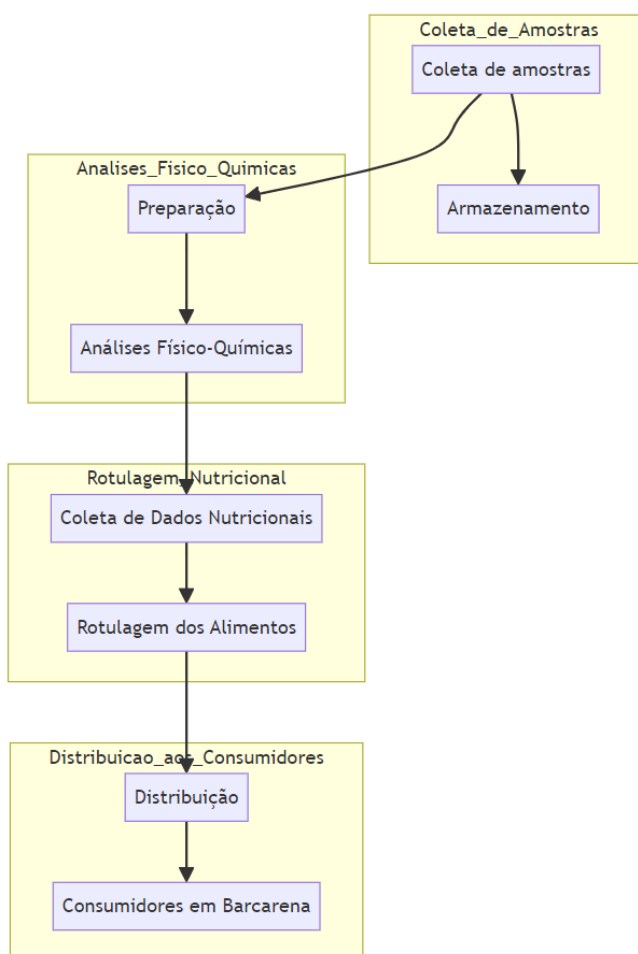 Coleta_de_Amostras
Coleta de amostras
Analises_Fisico_Quimicas
Preparação
Armazenamento
Análises Físico-Químicas
Rotulagem_Nutricional
Coleta de Dados Nutricionais
Rotulagem dos Alimentos
Distribuicao_aos_Consumidores
Distribuição
Consumidores em Barcarena